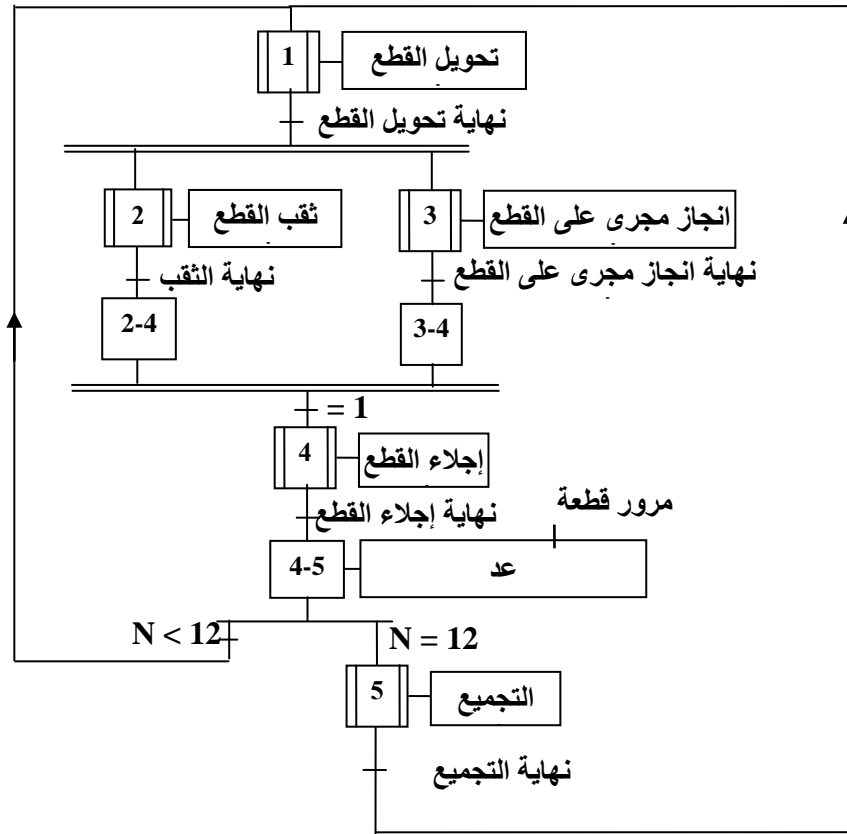 1
تحويل القطع
نهاية تحويل القطع
2
ثقب القطع
3
انجاز مجرى على القطع
نهاية الثقب
نهاية انجاز مجرى على القطع
2-4
3-4
= 1
4
إجلاء القطع
نهاية إجلاء القطع
مرور قطعة
4-5
عد
N < 12
N = 12
5
التجميع
نهاية التجميع